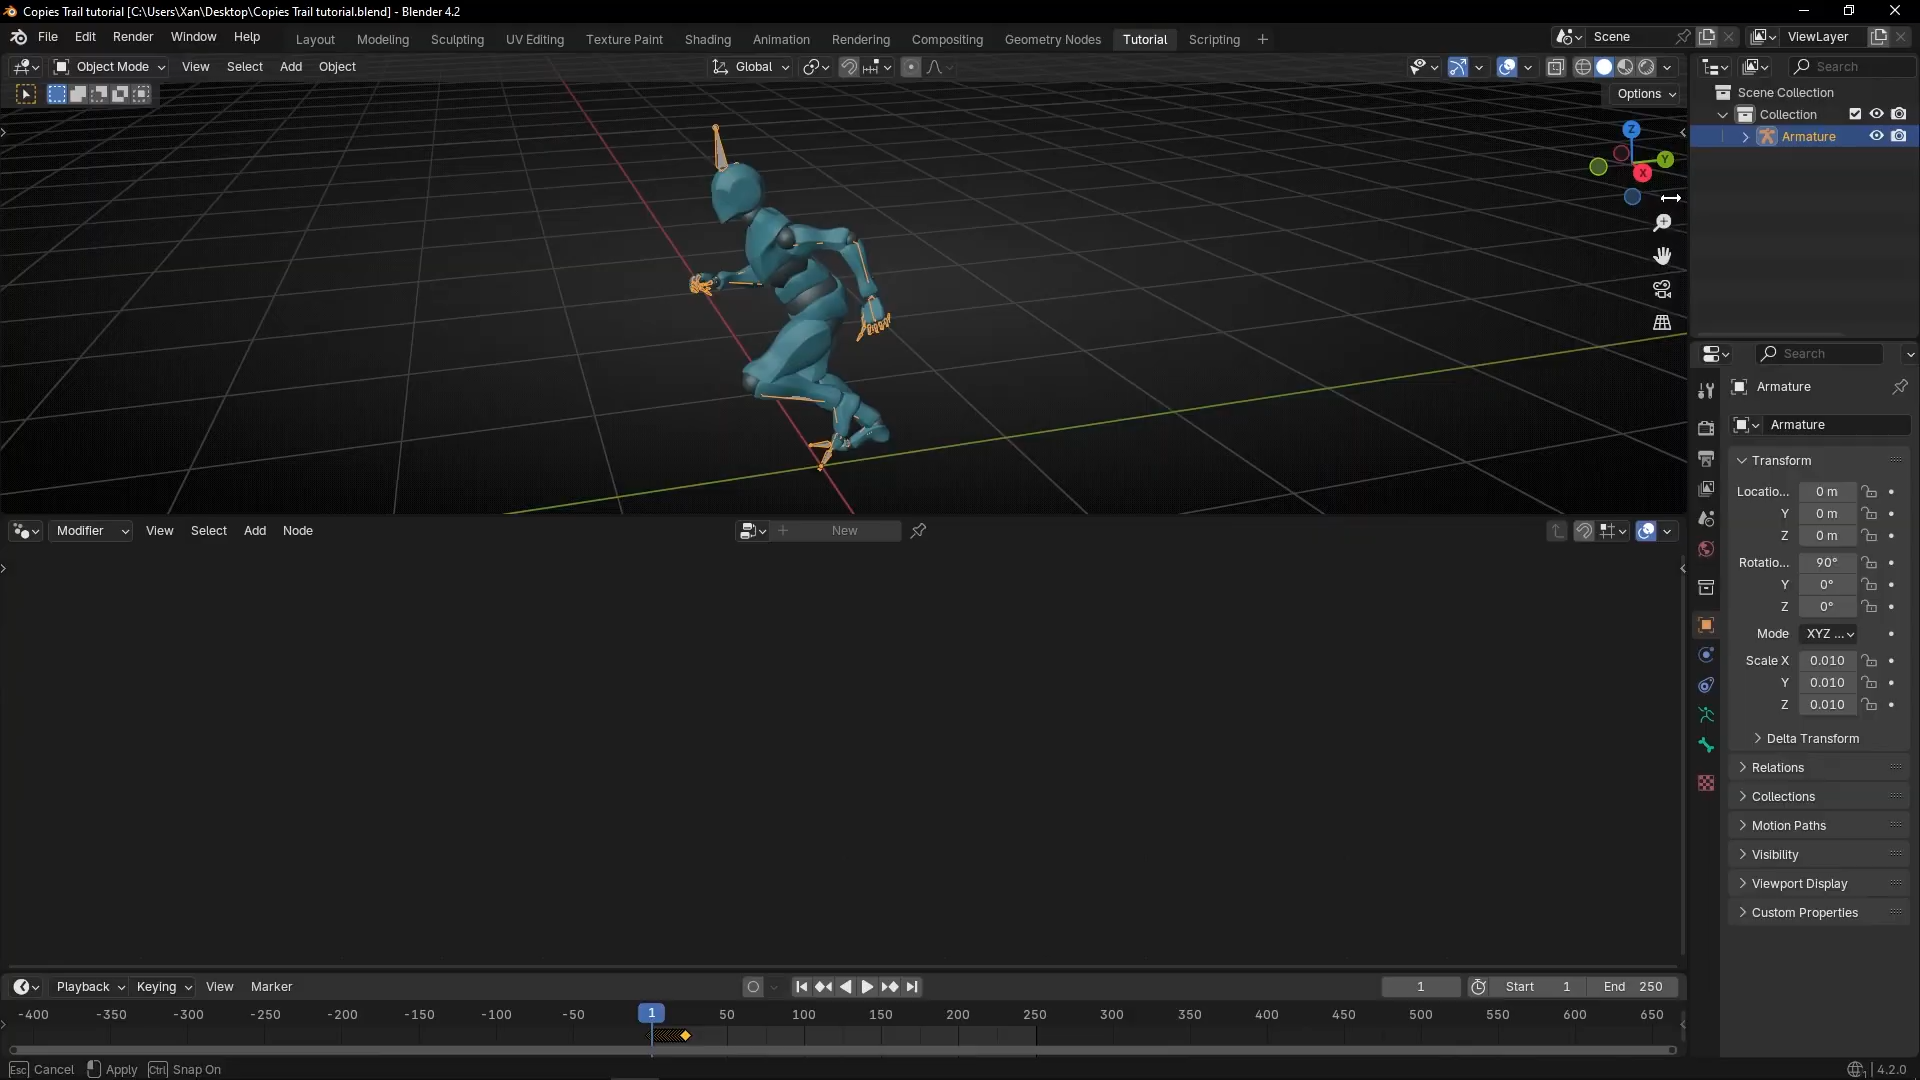 Copies Trail tutorial [C:\Users\Xan\Desktop\Copies Trail tutorial.blend] - Blender 4.2
File Edit Render Window Help Layout Modeling Sculpting UV Editing Texture Paint Shading Animation Rendering Compositing Geometry Nodes Tutorial Scripting + Scene ViewLayer
Object Mode View Select Add Object Global Search
Options
Scene Collection
Collection
Armature
Z
Y
X
Search
Armature
Armature
Transform
Locatio... 0 m
Y 0 m
Z 0 m
Rotatio... 90°
Y 0°
Z 0°
Mode XYZ ...
Scale X 0.010
Y 0.010
Z 0.010
Delta Transform
Relations
Collections
Motion Paths
Visibility
Viewport Display
Custom Properties
Modifier View Select Add Node + New
Playback Keying View Marker 1 Start 1 End 250
-400 -350 -300 -250 -200 -150 -100 -50 1 50 100 150 200 250 300 350 400 450 500 550 600 650
Esc Cancel Apply Ctrl Snap On 4.2.0